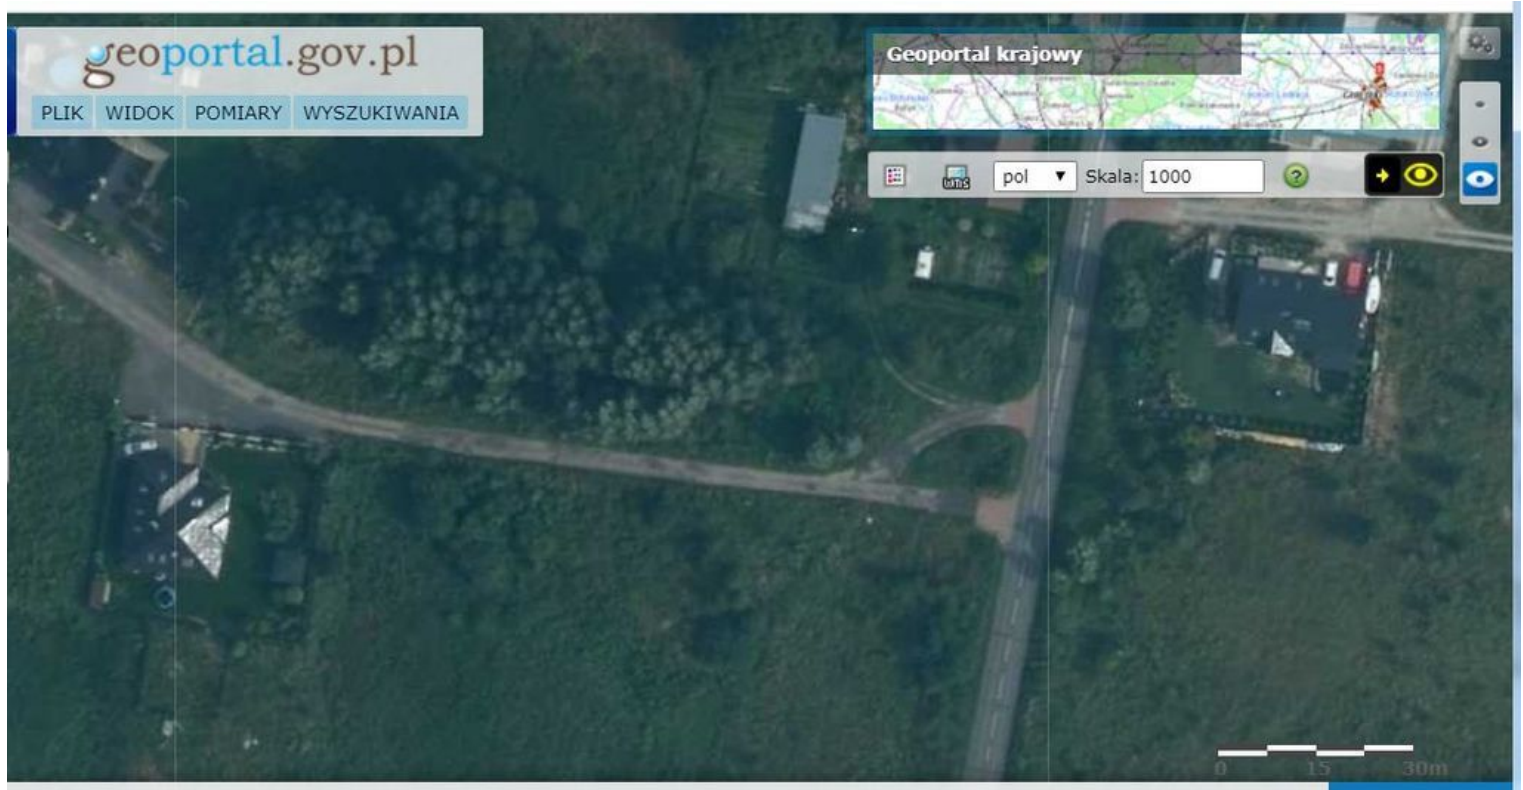 geoportal.gov.pl
PLIK WIDOK POMIARY WYSZUKIWANIA
Geoportal krajowy
pol Skala: 1000
0 15 30m